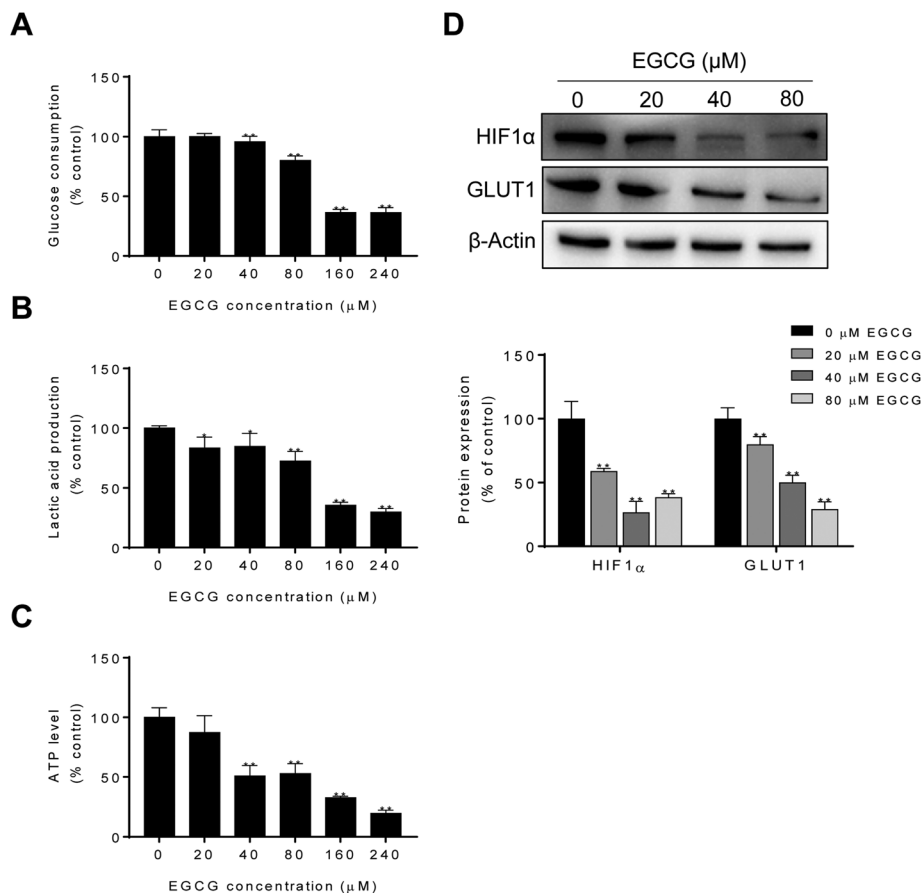 A
Glucose consumption
(% control)
150
100
50
0
** ** ** **
0 20 40 80 160 240
EGCG concentration (μM)
B
Lactic acid production
(% control)
150
100
50
0
* * ** ** **
0 20 40 80 160 240
EGCG concentration (μM)
C
ATP level
(% control)
150
100
50
0
** ** ** **
0 20 40 80 160 240
EGCG concentration (μM)
D
EGCG (μM)
0 20 40 80
HIF1α
GLUT1
β-Actin
0 μM EGCG
20 μM EGCG
40 μM EGCG
80 μM EGCG
Protein expression
(% of control)
150
100
50
0
** ** ** ** ** **
HIF1α GLUT1